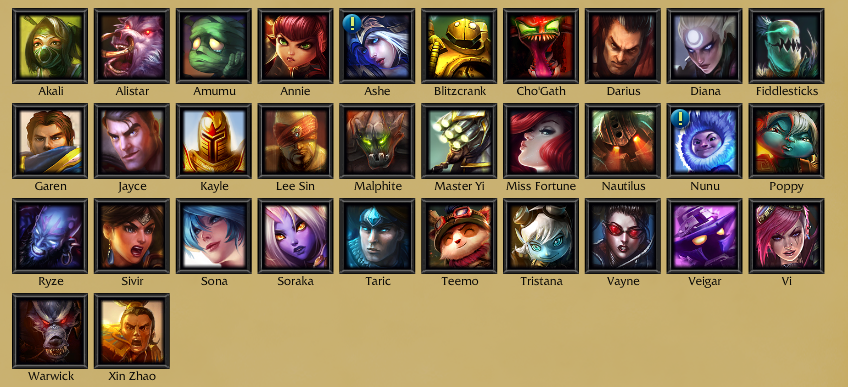 Akali Alistar Amumu Annie Ashe Blitzcrank Cho'Gath Darius Diana Fiddlesticks
Garen Jayce Kayle Lee Sin Malphite Master Yi Miss Fortune Nautilus Nunu Poppy
Ryze Sivir Sona Soraka Taric Teemo Tristana Vayne Veigar Vi
Warwick Xin Zhao